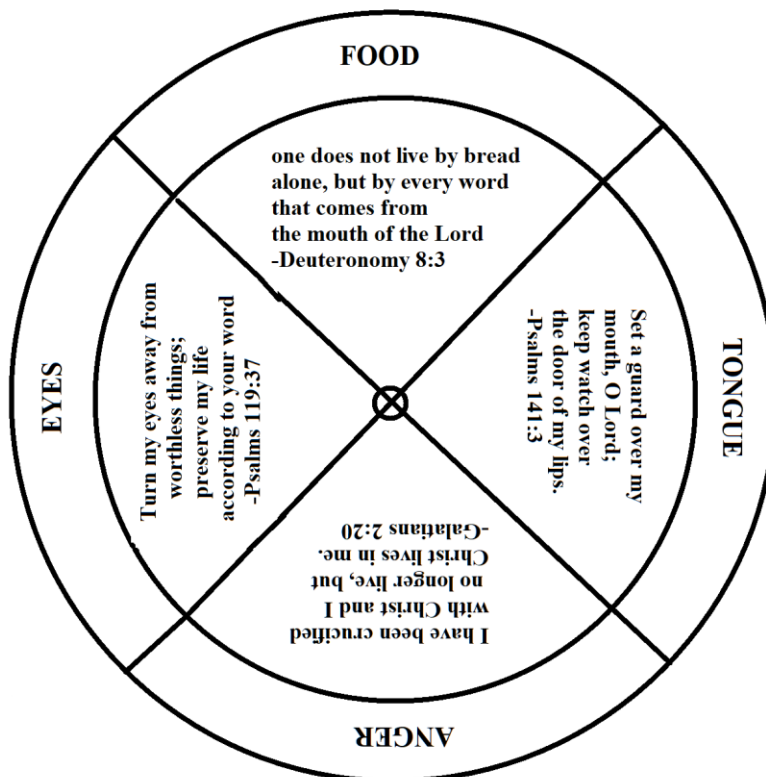 FOOD
one does not live by bread
alone, but by every word
that comes from
the mouth of the Lord
-Deuteronomy 8:3
TONGUE
Set a guard over my
mouth, O Lord;
keep watch over
the door of my lips.
-Psalms 141:3
ANGER
I have been crucified
with Christ and I
no longer live, but
Christ lives in me.
-Galatians 2:20
EYES
Turn my eyes away from
worthless things;
preserve my life
according to your word
-Psalms 119:37